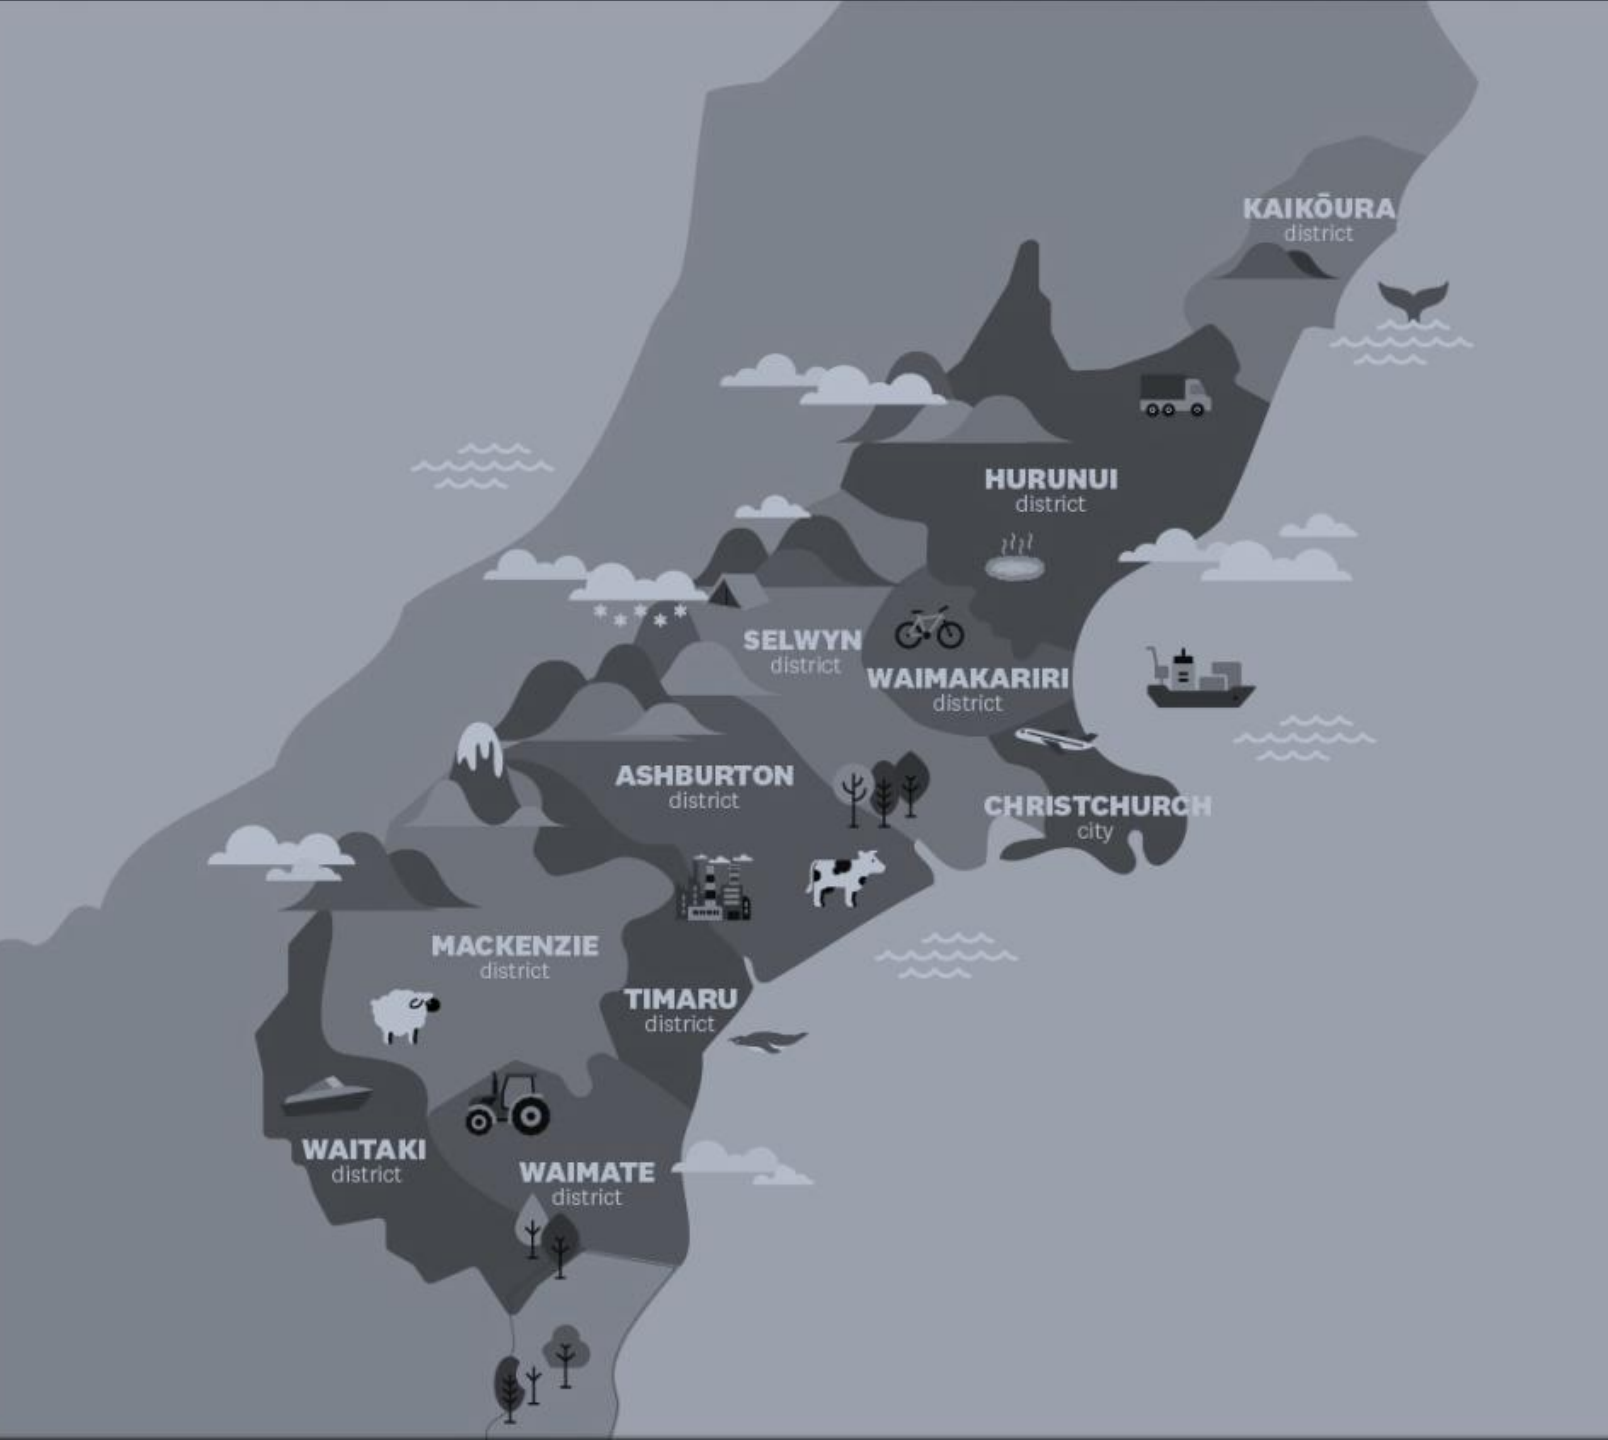 KAIKŌURA
district
HURUNUI
district
SELWYN
district
WAIMAKARIRI
district
ASHBURTON
district
CHRISTCHURCH
city
MACKENZIE
district
TIMARU
district
WAITAKI
district
WAIMATE
district